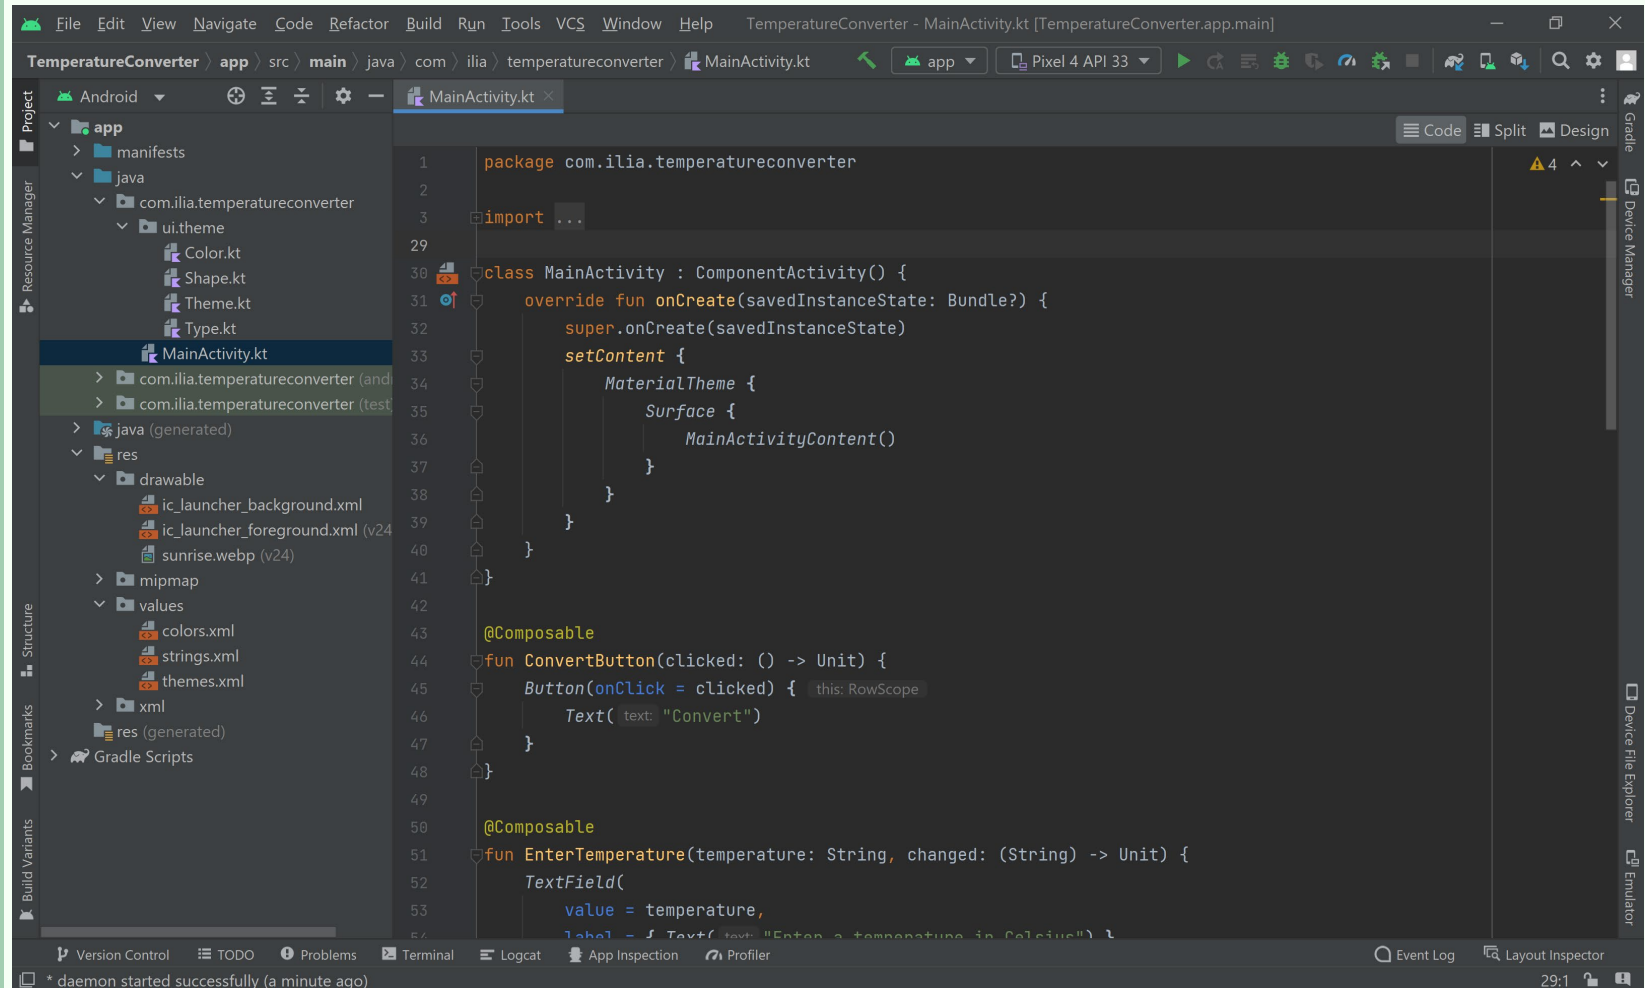 File Edit View Navigate Code Refactor Build Run Tools VCS Window Help TemperatureConverter - MainActivity.kt [TemperatureConverter.app.main]
TemperatureConverter app src main java com ilia temperatureconverter MainActivity.kt app Pixel 4 API 33
Android
MainActivity.kt
Code Split Design
Project
Resource Manager
Structure
Bookmarks
Build Variants
app
manifests
java
com.ilia.temperatureconverter
ui.theme
Color.kt
Shape.kt
Theme.kt
Type.kt
MainActivity.kt
com.ilia.temperatureconverter (and
com.ilia.temperatureconverter (test
java (generated)
res
drawable
ic_launcher_background.xml
ic_launcher_foreground.xml (v24
sunrise.webp (v24)
mipmap
values
colors.xml
strings.xml
themes.xml
xml
res (generated)
Gradle Scripts
4
1 package com.ilia.temperatureconverter
2
3 import ...
29
30 class MainActivity : ComponentActivity() {
31 override fun onCreate(savedInstanceState: Bundle?) {
32 super.onCreate(savedInstanceState)
33 setContent {
34 MaterialTheme {
35 Surface {
36 MainActivityContent()
37 }
38 }
39 }
40 }
41 }
42
43 @Composable
44 fun ConvertButton(clicked: () -> Unit) {
45 Button(onClick = clicked) { this: RowScope
46 Text( text: "Convert")
47 }
48 }
49
50 @Composable
51 fun EnterTemperature(temperature: String, changed: (String) -> Unit) {
52 TextField(
53 value = temperature,
54 label = { Text( text: "Enter a temperature in Celsius") }
Gradle
Device Manager
Device File Explorer
Emulator
Version Control TODO Problems Terminal Logcat App Inspection Profiler Event Log Layout Inspector
* daemon started successfully (a minute ago) 29:1